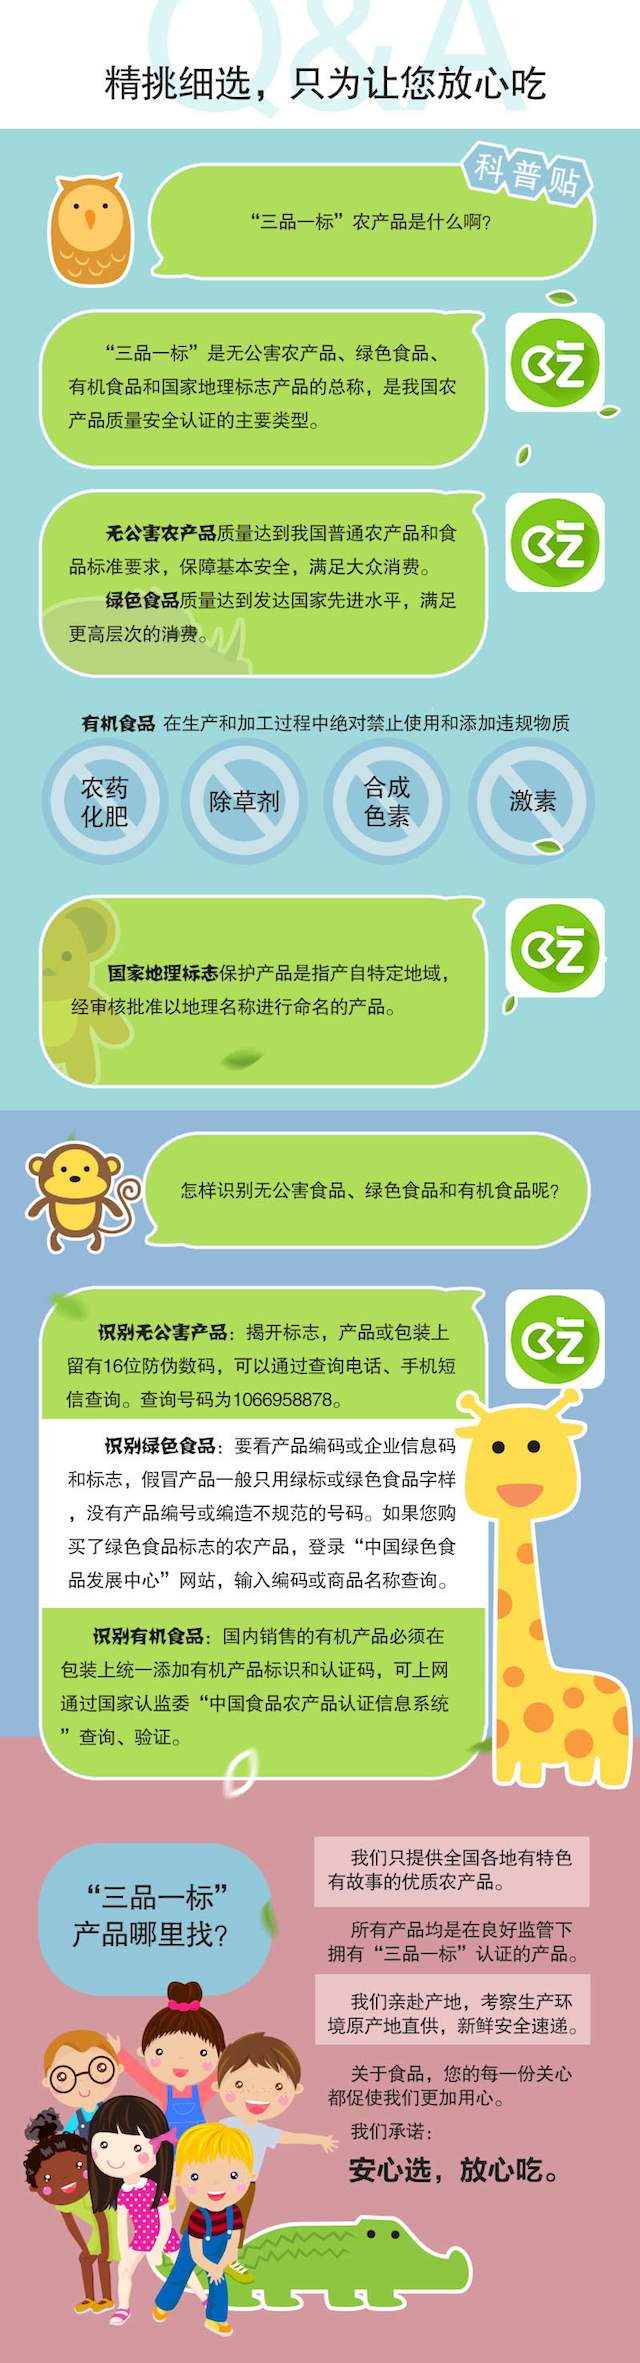 Q&A
精挑细选，只为让您放心吃
科普贴
“三品一标”农产品是什么啊？
“三品一标”是无公害农产品、绿色食品、
有机食品和国家地理标志产品的总称，是我国农
产品质量安全认证的主要类型。
吃
无公害农产品质量达到我国普通农产品和食
品标准要求，保障基本安全，满足大众消费。
绿色食品质量达到发达国家先进水平，满足
更高层次的消费。
吃
有机食品 在生产和加工过程中绝对禁止使用和添加违规物质
农药
化肥
除草剂
合成
色素
激素
国家地理标志保护产品是指产自特定地域，
经审核批准以地理名称进行命名的产品。
吃
怎样识别无公害食品、绿色食品和有机食品呢？
识别无公害产品：揭开标志，产品或包装上
留有16位防伪数码，可以通过查询电话、手机短
信查询。查询号码为1066958878。
吃
识别绿色食品：要看产品编码或企业信息码
和标志，假冒产品一般只用绿标或绿色食品字样
，没有产品编号或编造不规范的号码。如果您购
买了绿色食品标志的农产品，登录“中国绿色食
品发展中心”网站，输入编码或商品名称查询。
识别有机食品：国内销售的有机产品必须在
包装上统一添加有机产品标识和认证码，可上网
通过国家认监委“中国食品农产品认证信息系统
”查询、验证。
“三品一标”
产品哪里找？
我们只提供全国各地有特色
有故事的优质农产品。
所有产品均是在良好监管下
拥有“三品一标”认证的产品。
我们亲赴产地，考察生产环
境原产地直供，新鲜安全速递。
关于食品，您的每一份关心
都促使我们更加用心。
我们承诺：
安心选，放心吃。